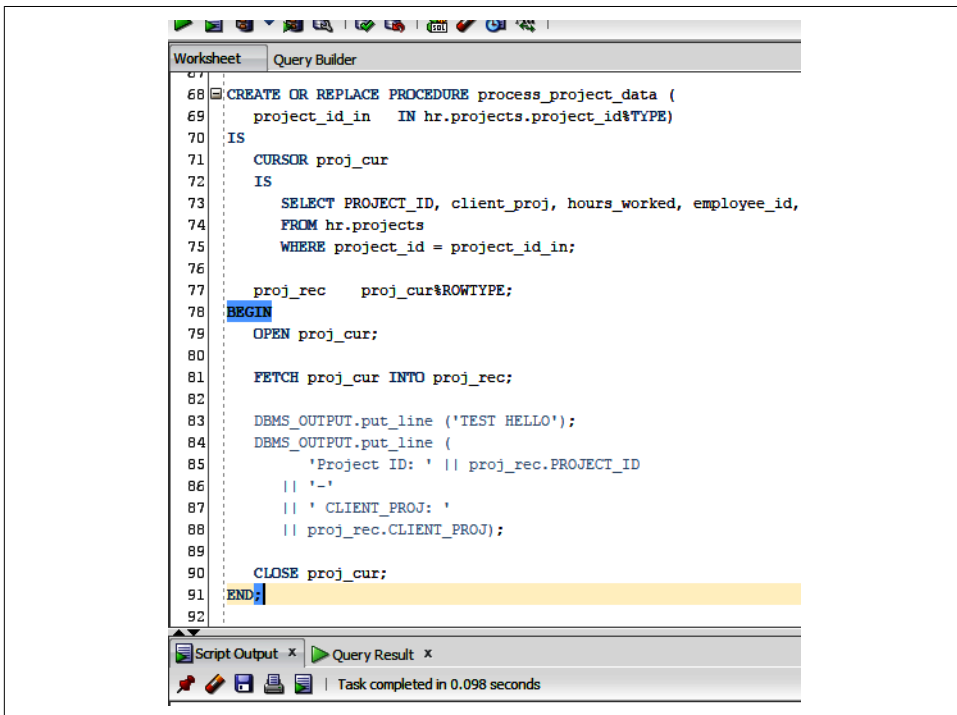 SQL
Worksheet Query Builder
68 CREATE OR REPLACE PROCEDURE process_project_data (
69 project_id_in IN hr.projects.project_id%TYPE)
70 IS
71 CURSOR proj_cur
72 IS
73 SELECT PROJECT_ID, client_proj, hours_worked, employee_id,
74 FROM hr.projects
75 WHERE project_id = project_id_in;
76
77 proj_rec proj_cur%ROWTYPE;
78 BEGIN
79 OPEN proj_cur;
80
81 FETCH proj_cur INTO proj_rec;
82
83 DBMS_OUTPUT.put_line ('TEST HELLO');
84 DBMS_OUTPUT.put_line (
85 'Project ID: ' || proj_rec.PROJECT_ID
86 || '-'
87 || ' CLIENT_PROJ: '
88 || proj_rec.CLIENT_PROJ);
89
90 CLOSE proj_cur;
91 END;
92
Script Output x Query Result x
Task completed in 0.098 seconds